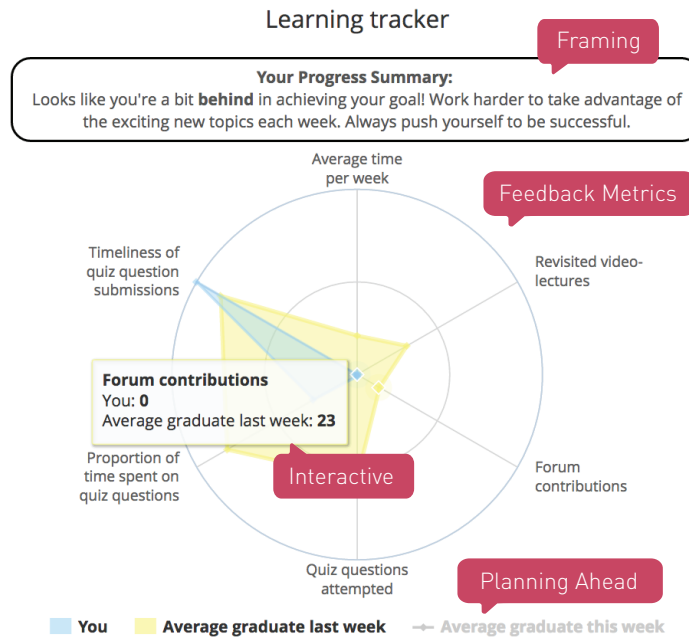 Learning tracker
Framing
Your Progress Summary:
Looks like you're a bit behind in achieving your goal! Work harder to take advantage of
the exciting new topics each week. Always push yourself to be successful.
Average time
per week
Feedback Metrics
Timeliness of
quiz question
submissions
Revisited video-
lectures
Forum contributions
You: 0
Average graduate last week: 23
Proportion of
time spent on
quiz questions
Interactive
Forum
contributions
Quiz questions
attempted
Planning Ahead
You
Average graduate last week
Average graduate this week